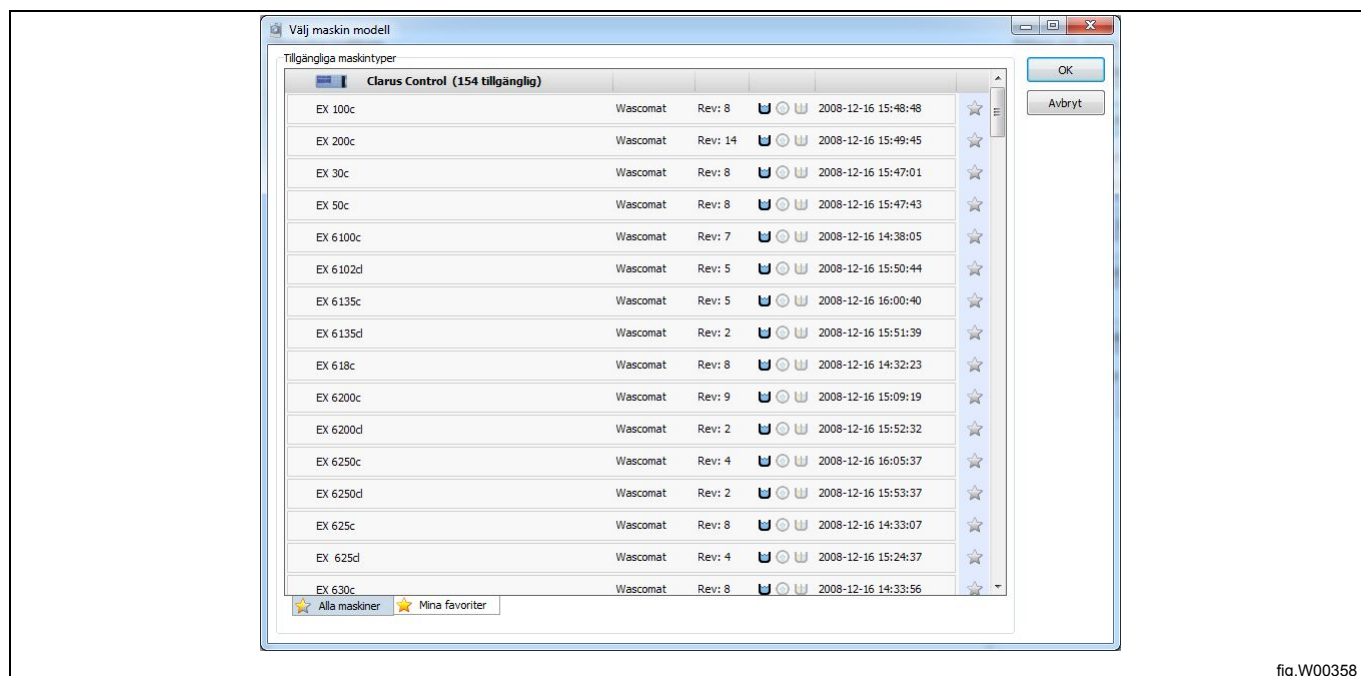 Välj maskin modell
Tillgängliga maskintyper
OK
Avbryt
Clarus Control (154 tillgänglig)
EX 100c Wascomat Rev: 8 2008-12-16 15:48:48
EX 200c Wascomat Rev: 14 2008-12-16 15:49:45
EX 30c Wascomat Rev: 8 2008-12-16 15:47:01
EX 50c Wascomat Rev: 8 2008-12-16 15:47:43
EX 6100c Wascomat Rev: 7 2008-12-16 14:38:05
EX 6102cl Wascomat Rev: 5 2008-12-16 15:50:44
EX 6135c Wascomat Rev: 5 2008-12-16 16:00:40
EX 6135cl Wascomat Rev: 2 2008-12-16 15:51:39
EX 618c Wascomat Rev: 8 2008-12-16 14:32:23
EX 6200c Wascomat Rev: 9 2008-12-16 15:09:19
EX 6200cl Wascomat Rev: 2 2008-12-16 15:52:32
EX 6250c Wascomat Rev: 4 2008-12-16 16:05:37
EX 6250cl Wascomat Rev: 2 2008-12-16 15:53:37
EX 625c Wascomat Rev: 8 2008-12-16 14:33:07
EX 625cl Wascomat Rev: 4 2008-12-16 15:24:37
EX 630c Wascomat Rev: 8 2008-12-16 14:33:56
Alla maskiner Mina favoriter
fig.W00358